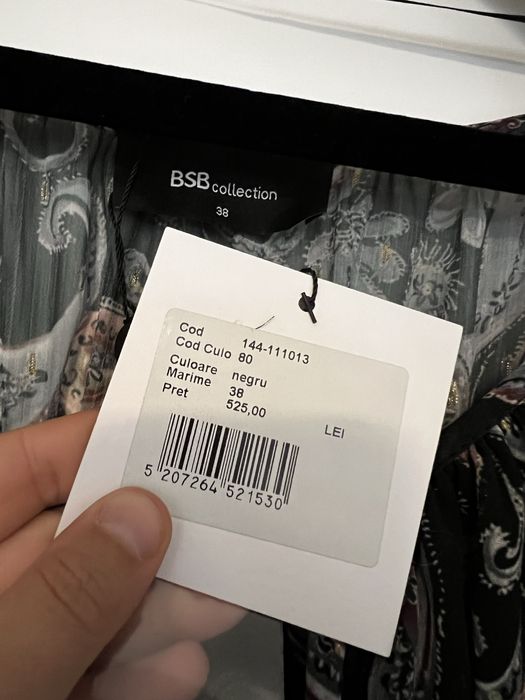 BSB collection
38
Cod 144-111013
Cod Culo 80
Culoare negru
Marime 38
Pret 525,00
LEI
5 207264 521530